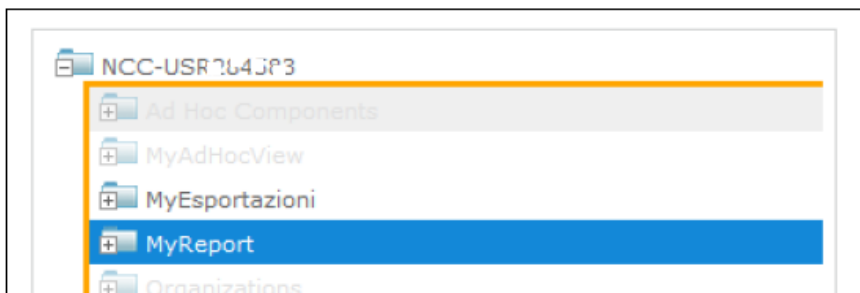 Ad Hoc Components
MyAdHocView
MyEsportazioni
MyReport
Organizations